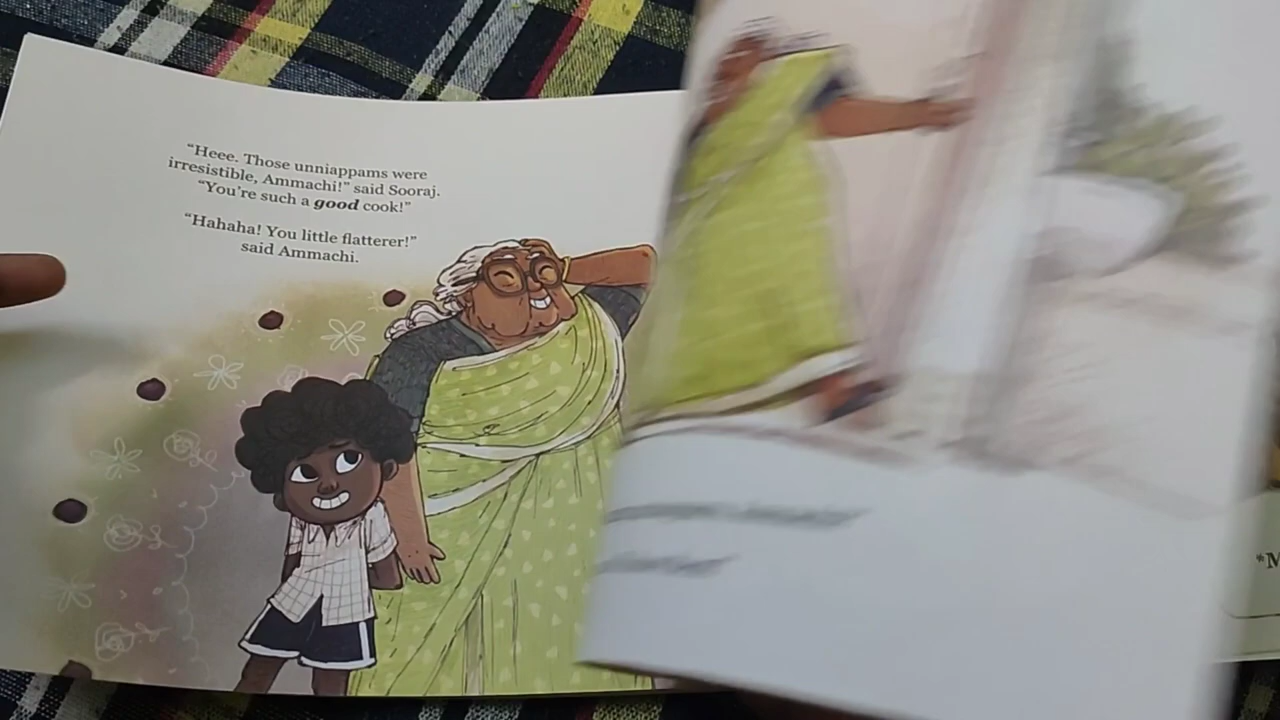 “Heee. Those unniappams were
irresistible, Ammachi!” said Sooraj.
“You’re such a good cook!”
“Hahaha! You little flatterer!”
said Ammachi.